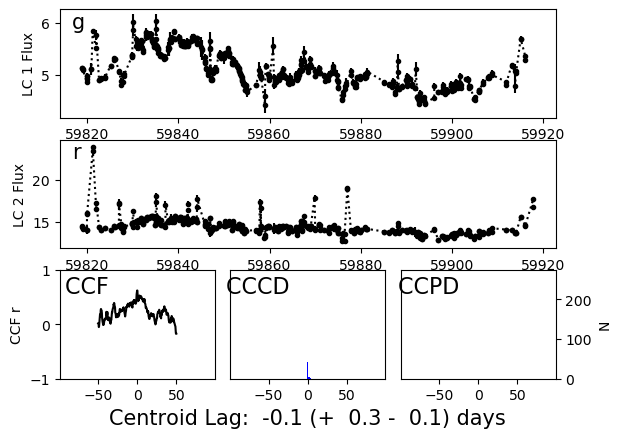 g
LC 1 Flux
6
5
59820 59840 59860 59880 59900 59920
r
LC 2 Flux
20
15
59820 59840 59860 59880 59900 59920
CCF
CCCD
CCPD
CCF r
1
0
−1
200
100
0
N
−50 0 50
−50 0 50
−50 0 50
Centroid Lag: -0.1 (+ 0.3 - 0.1) days